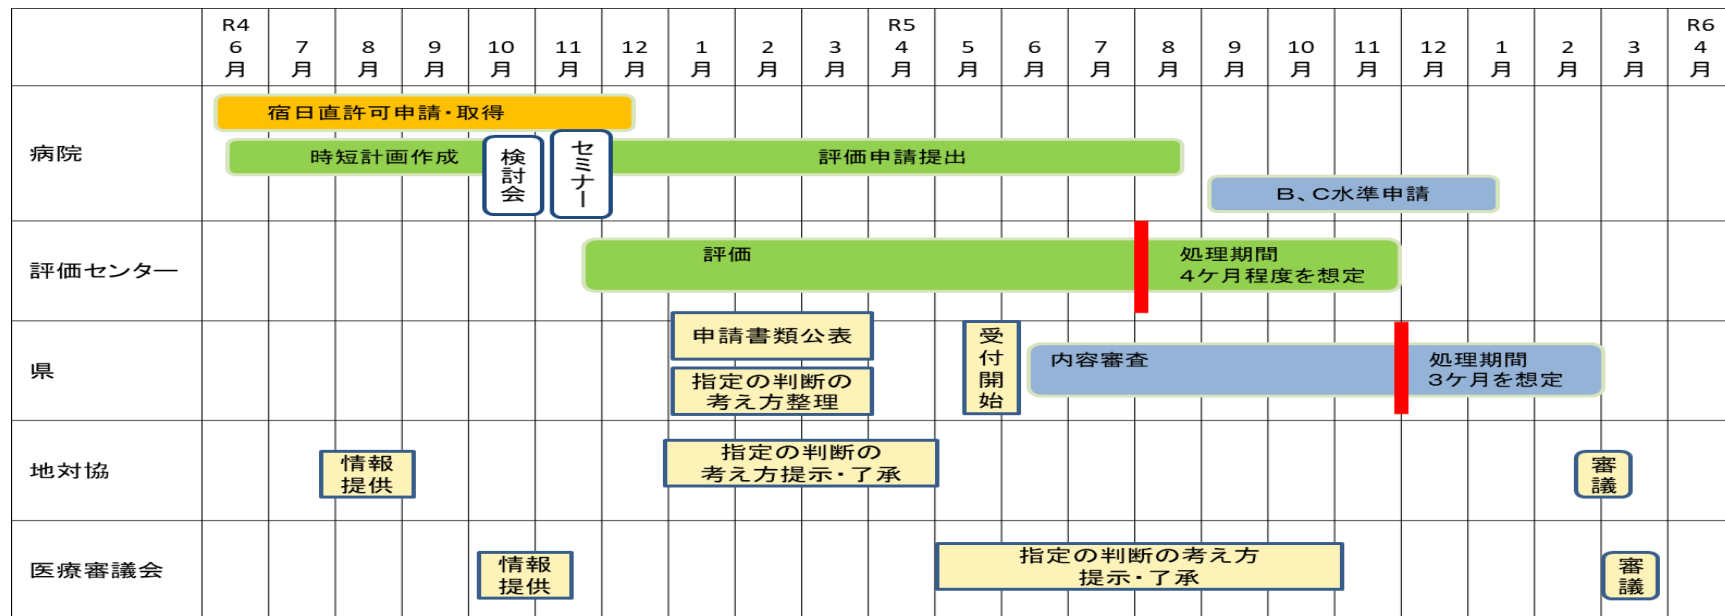 R4
6
月
7
月
8
月
9
月
10
月
11
月
12
月
1
月
2
月
3
月
R5
4
月
5
月
6
月
7
月
8
月
9
月
10
月
11
月
12
月
1
月
2
月
3
月
R6
4
月
病院
宿日直許可申請・取得
時短計画作成
検討会
セミナー
評価申請提出
B、C水準申請
評価センター
評価
処理期間
4ケ月程度を想定
県
申請書類公表
指定の判断の
考え方整理
受付開始
内容審査
処理期間
3ケ月を想定
地対協
情報
提供
指定の判断の
考え方提示・了承
審議
医療審議会
情報
提供
指定の判断の考え方
提示・了承
審議